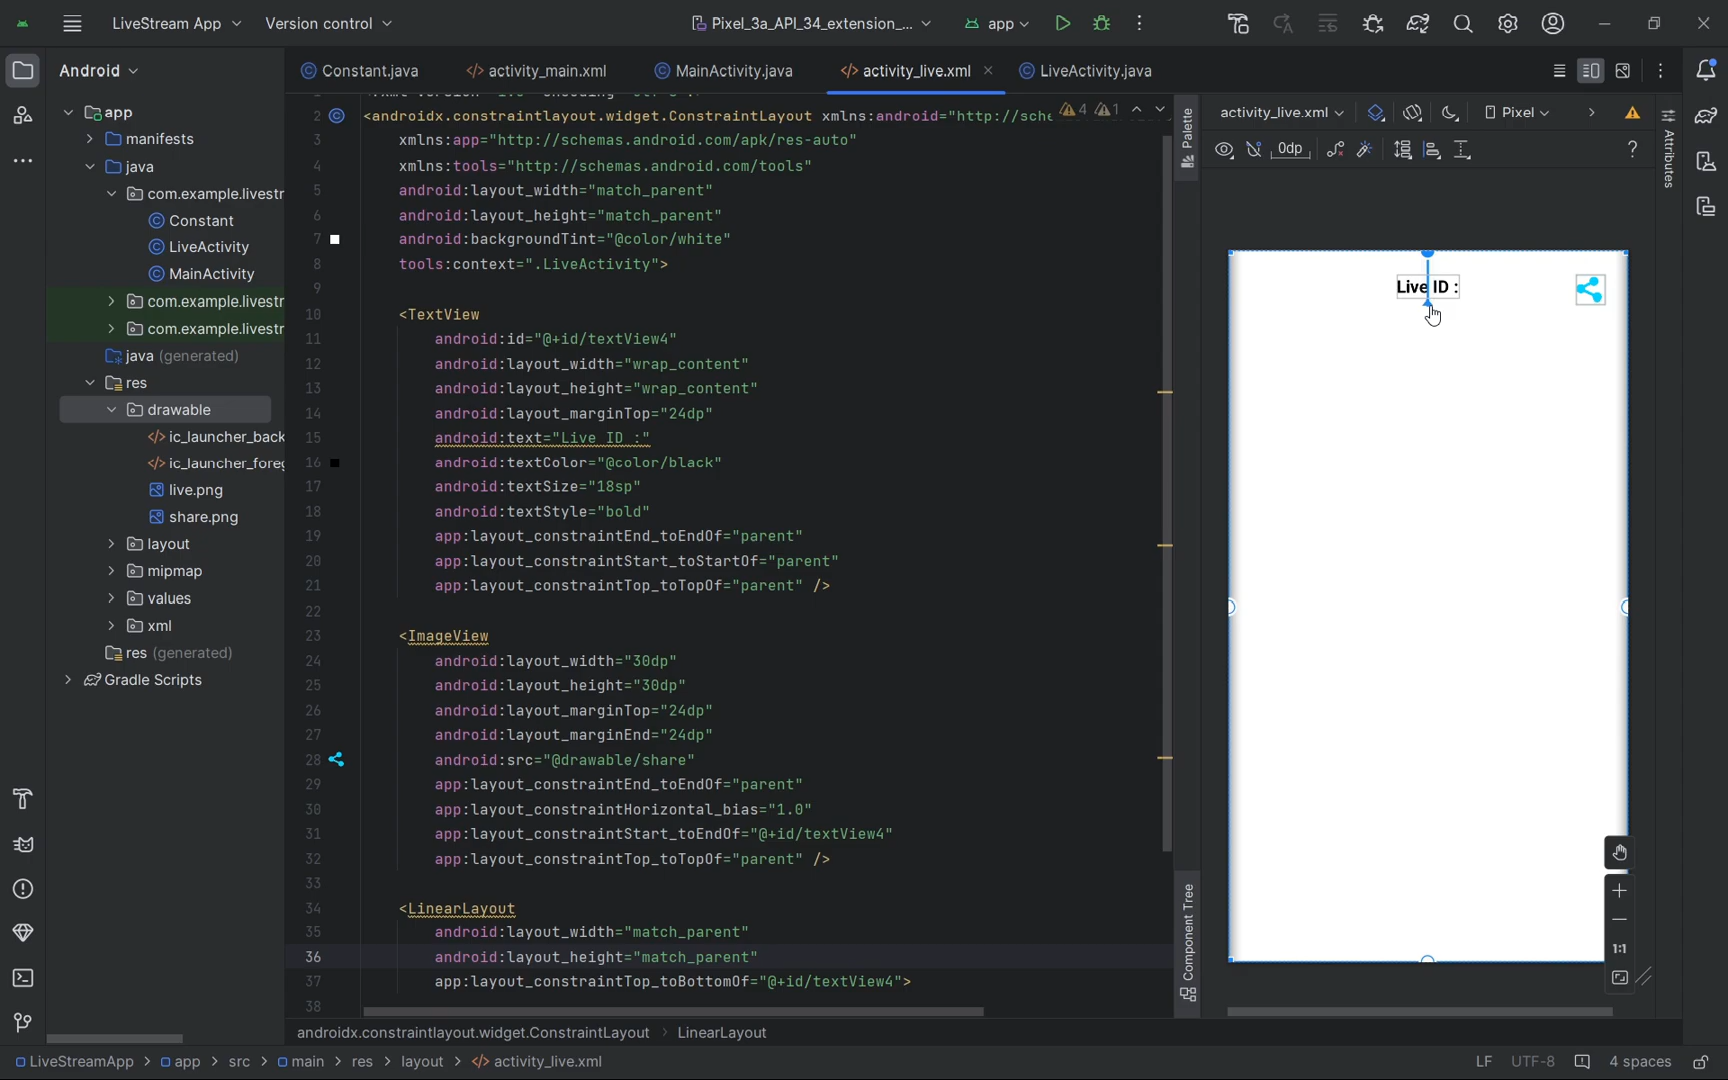 LiveStream App
Version control
Pixel_3a_API_34_extension_...
app
Android
Constant.java
activity_main.xml
MainActivity.java
activity_live.xml
LiveActivity.java
app
manifests
java
com.example.livestr
Constant
LiveActivity
MainActivity
com.example.livestr
com.example.livestr
java (generated)
res
drawable
ic_launcher_back
ic_launcher_fore
live.png
share.png
layout
mipmap
values
xml
res (generated)
Gradle Scripts
4 1
2 <androidx.constraintlayout.widget.ConstraintLayout xmlns:android="http://sche
3 xmlns:app="http://schemas.android.com/apk/res-auto"
4 xmlns:tools="http://schemas.android.com/tools"
5 android:layout_width="match_parent"
6 android:layout_height="match_parent"
7 android:backgroundTint="@color/white"
8 tools:context=".LiveActivity">
9
10 <TextView
11 android:id="@+id/textView4"
12 android:layout_width="wrap_content"
13 android:layout_height="wrap_content"
14 android:layout_marginTop="24dp"
15 android:text="Live ID :"
16 android:textColor="@color/black"
17 android:textSize="18sp"
18 android:textStyle="bold"
19 app:layout_constraintEnd_toEndOf="parent"
20 app:layout_constraintStart_toStartOf="parent"
21 app:layout_constraintTop_toTopOf="parent" />
22
23 <ImageView
24 android:layout_width="30dp"
25 android:layout_height="30dp"
26 android:layout_marginTop="24dp"
27 android:layout_marginEnd="24dp"
28 android:src="@drawable/share"
29 app:layout_constraintEnd_toEndOf="parent"
30 app:layout_constraintHorizontal_bias="1.0"
31 app:layout_constraintStart_toEndOf="@+id/textView4"
32 app:layout_constraintTop_toTopOf="parent" />
33
34 <LinearLayout
35 android:layout_width="match_parent"
36 android:layout_height="match_parent"
37 app:layout_constraintTop_toBottomOf="@+id/textView4">
38
Palette
Component Tree
activity_live.xml
Pixel
0dp
?
Attributes
Live ID :
1:1
androidx.constraintlayout.widget.ConstraintLayout > LinearLayout
LiveStreamApp > app > src > main > res > layout > activity_live.xml
LF UTF-8 4 spaces